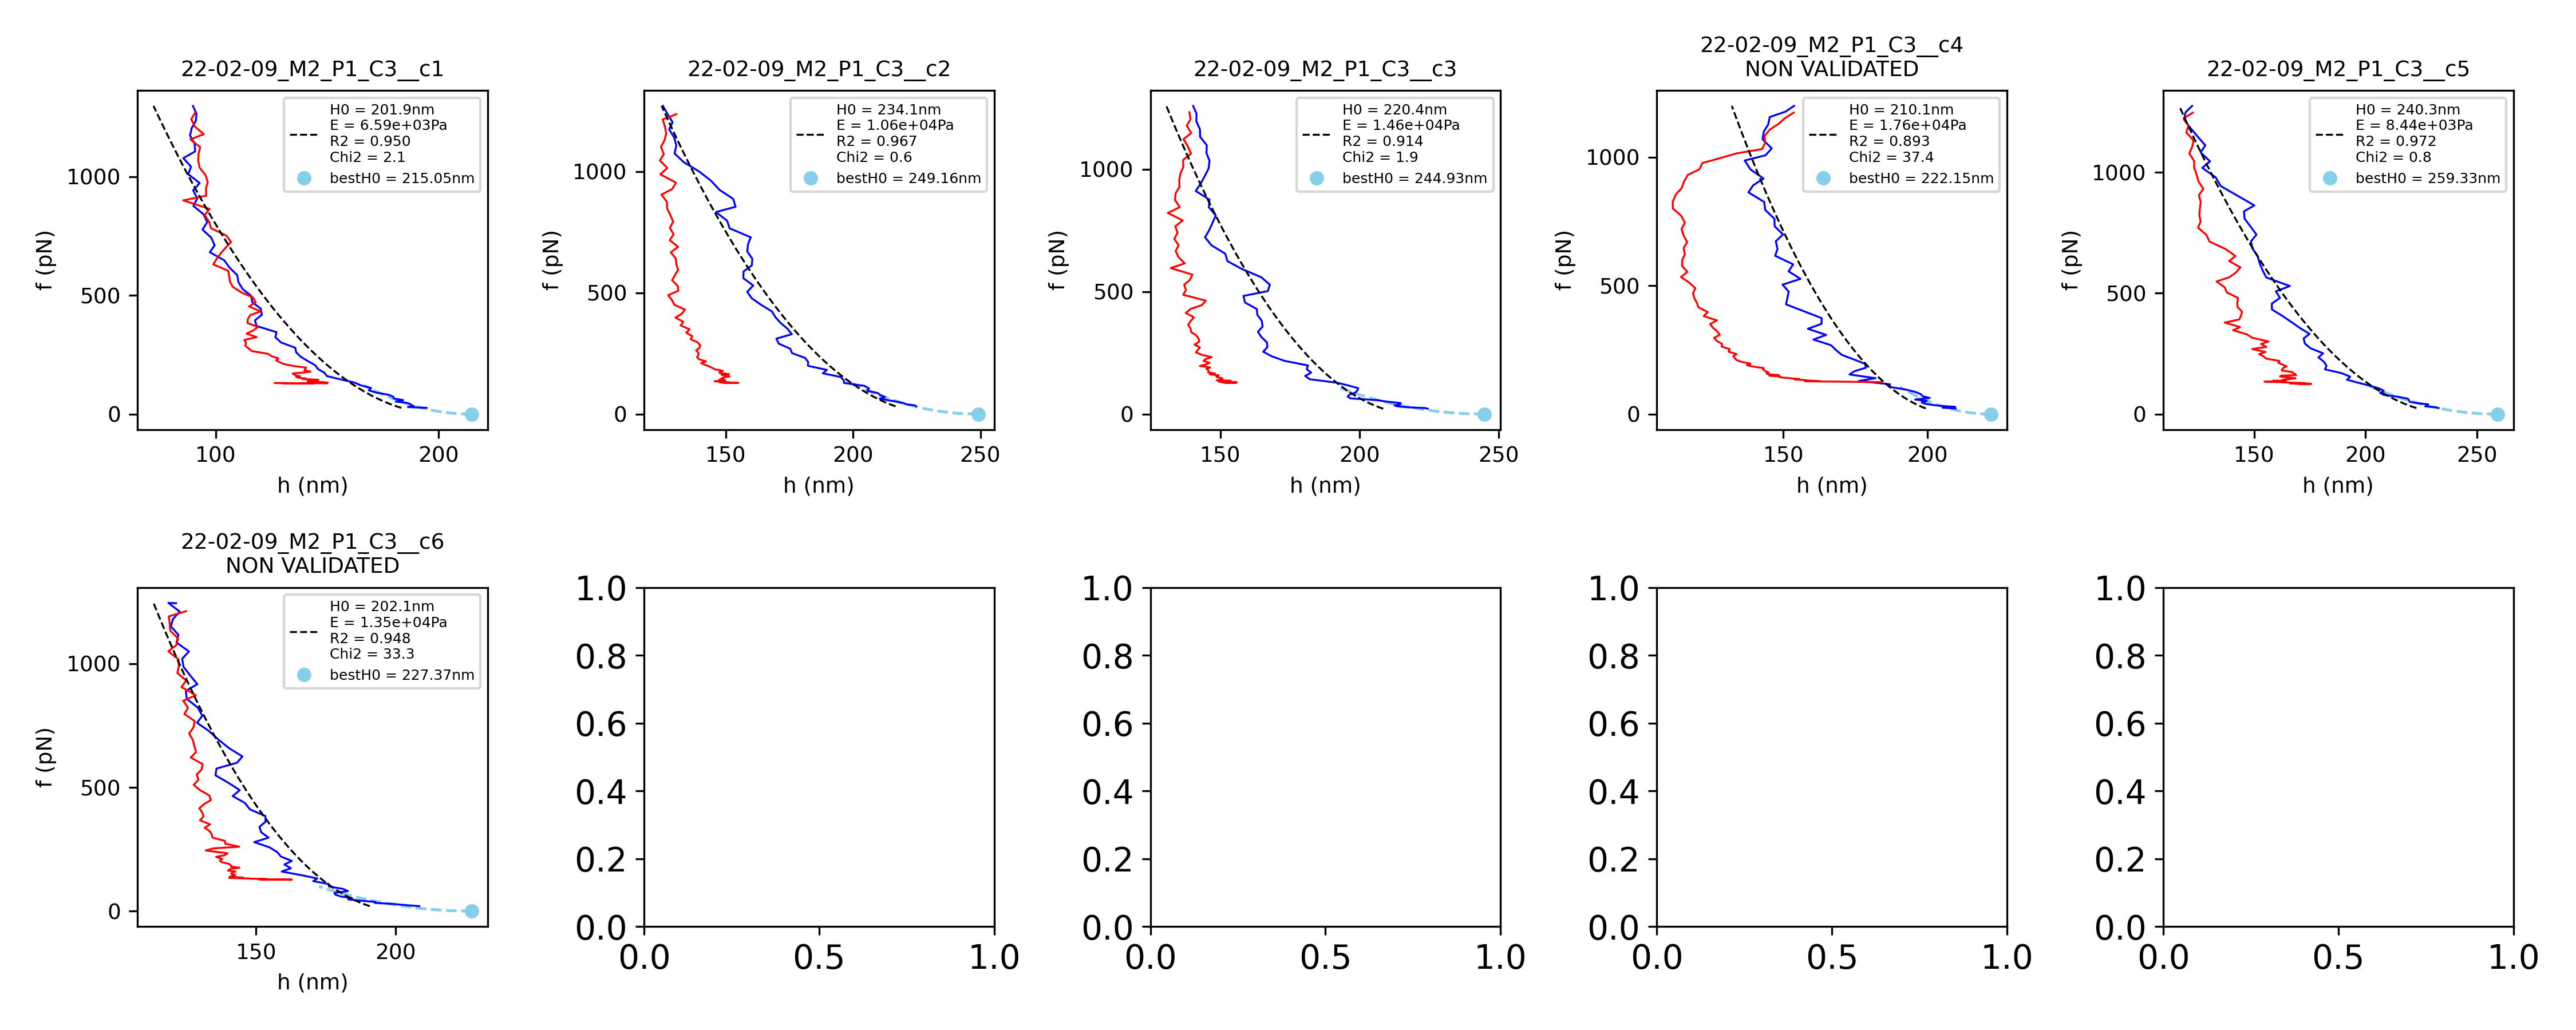 22-02-09_M2_P1_C3__c1
H0 = 201.9nm
E = 6.59e+03Pa
R2 = 0.950
Chi2 = 2.1
bestH0 = 215.05nm
1000
500
0
f (pN)
100
200
h (nm)
22-02-09_M2_P1_C3__c2
H0 = 234.1nm
E = 1.06e+04Pa
R2 = 0.967
Chi2 = 0.6
bestH0 = 249.16nm
1000
500
0
f (pN)
150
200
250
h (nm)
22-02-09_M2_P1_C3__c3
H0 = 220.4nm
E = 1.46e+04Pa
R2 = 0.914
Chi2 = 1.9
bestH0 = 244.93nm
1000
500
0
f (pN)
150
200
250
h (nm)
22-02-09_M2_P1_C3__c4
NON VALIDATED
H0 = 210.1nm
E = 1.76e+04Pa
R2 = 0.893
Chi2 = 37.4
bestH0 = 222.15nm
1000
500
0
f (pN)
150
200
h (nm)
22-02-09_M2_P1_C3__c5
H0 = 240.3nm
E = 8.44e+03Pa
R2 = 0.972
Chi2 = 0.8
bestH0 = 259.33nm
1000
500
0
f (pN)
150
200
250
h (nm)
22-02-09_M2_P1_C3__c6
NON VALIDATED
H0 = 202.1nm
E = 1.35e+04Pa
R2 = 0.948
Chi2 = 33.3
bestH0 = 227.37nm
1000
500
0
f (pN)
150
200
h (nm)
1.0
0.8
0.6
0.4
0.2
0.0
0.0
0.5
1.0
1.0
0.8
0.6
0.4
0.2
0.0
0.0
0.5
1.0
1.0
0.8
0.6
0.4
0.2
0.0
0.0
0.5
1.0
1.0
0.8
0.6
0.4
0.2
0.0
0.0
0.5
1.0